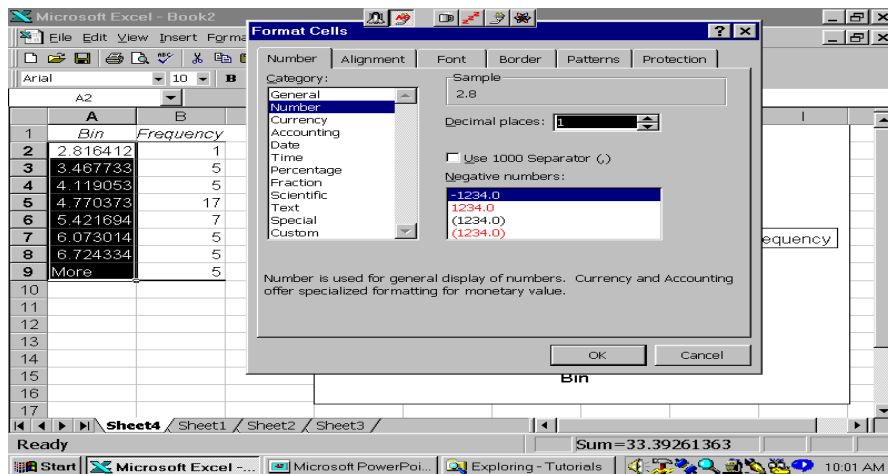 Microsoft Excel - Book2
File Edit View Insert Forma
Arial 10 B
A2
A B I
1 Bin Frequency
2 2.816412 1
3 3.467733 5
4 4.119053 5
5 4.770373 17
6 5.421694 7
7 6.073014 5
8 6.724334 5
9 More 5
10
11
12
13
14
15
16
17
Format Cells
Number Alignment Font Border Patterns Protection
Category:
General
Number
Currency
Accounting
Date
Time
Percentage
Fraction
Scientific
Text
Special
Custom
Sample
2.8
Decimal places: 1
Use 1000 Separator (,)
Negative numbers:
-1234.0
1234.0
(1234.0)
(1234.0)
Number is used for general display of numbers. Currency and Accounting
offer specialized formatting for monetary value.
OK Cancel
equency
Bin
Sheet4 Sheet1 Sheet2 Sheet3
Ready Sum=33.39261363
Start Microsoft Excel -... Microsoft PowerPoi... Exploring - Tutorials 10:01 AM